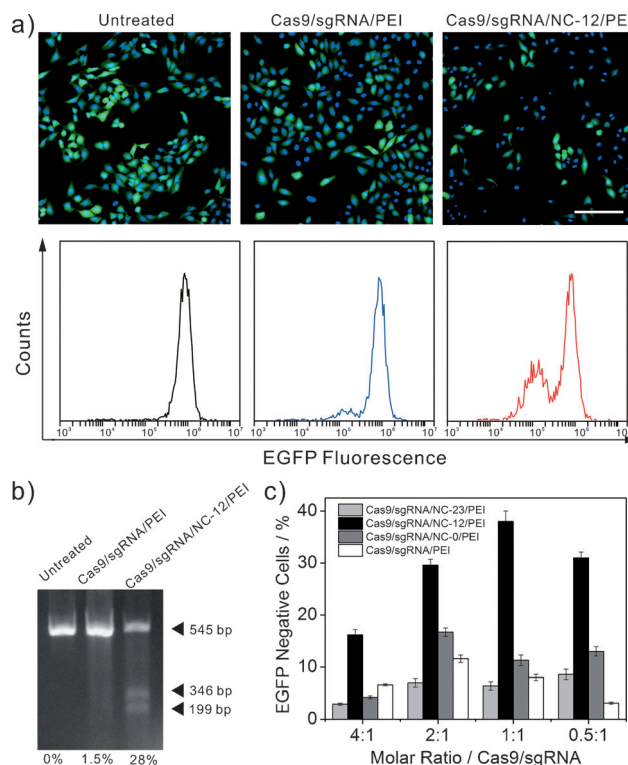 a)
Untreated
Cas9/sgRNA/PEI
Cas9/sgRNA/NC-12/PE
Counts
10³ 10⁴ 10⁵ 10⁶ 10⁷
10³ 10⁴ 10⁵ 10⁶ 10⁷
10³ 10⁴ 10⁵ 10⁶ 10⁷
EGFP Fluorescence
b)
Untreated
Cas9/sgRNA/PEI
Cas9/sgRNA/NC-12/PEI
545 bp
346 bp
199 bp
0% 1.5% 28%
c)
EGFP Negative Cells / %
40
30
20
10
0
Cas9/sgRNA/NC-23/PEI
Cas9/sgRNA/NC-12/PEI
Cas9/sgRNA/NC-0/PEI
Cas9/sgRNA/PEI
4:1 2:1 1:1 0.5:1
Molar Ratio / Cas9/sgRNA